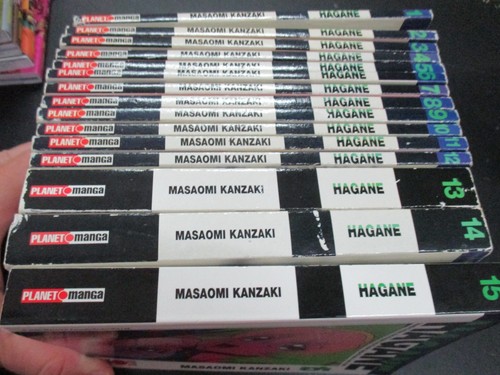 PLANET manga MASAOMI KANZAKI HAGANE 1
PLANET manga MASAOMI KANZAKI HAGANE 2
PLANET manga MASAOMI KANZAKI HAGANE 3
PLANET manga MASAOMI KANZAKI HAGANE 4
PLANET manga MASAOMI KANZAKI HAGANE 5
PLANET manga MASAOMI KANZAKI HAGANE 6
PLANET manga MASAOMI KANZAKI HAGANE 7
PLANET manga MASAOMI KANZAKI HAGANE 8
PLANET manga MASAOMI KANZAKI HAGANE 9
PLANET manga MASAOMI KANZAKI HAGANE 10
PLANET manga MASAOMI KANZAKI HAGANE 11
PLANET manga MASAOMI KANZAKI HAGANE 12
PLANET manga MASAOMI KANZAKI HAGANE 13
PLANET manga MASAOMI KANZAKI HAGANE 14
PLANET manga MASAOMI KANZAKI HAGANE 15
MASAOMI KANZAKI